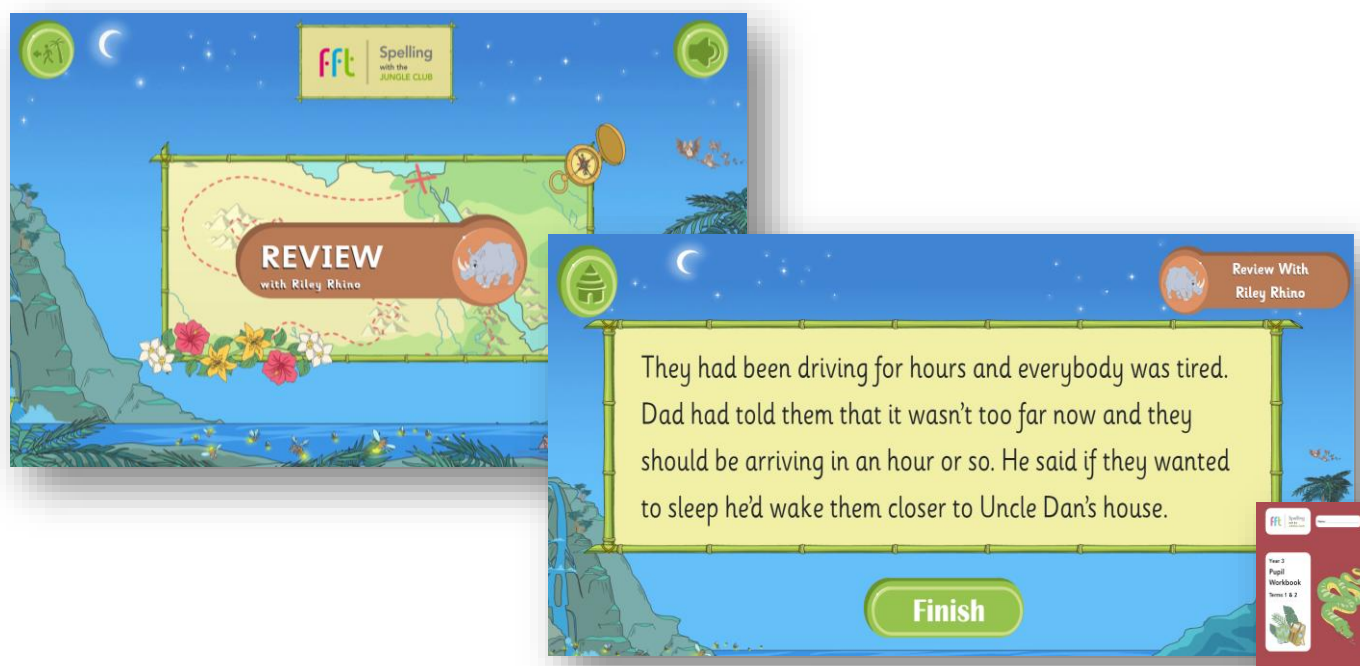 fft
Spelling
with the
JUNGLE CLUB
REVIEW
with Riley Rhino
Review With
Riley Rhino
They had been driving for hours and everybody was tired.
Dad had told them that it wasn't too far now and they
should be arriving in an hour or so. He said if they wanted
to sleep he'd wake them closer to Uncle Dan's house.
Finish
fft
Spelling
Pupil
Workbook
Terms 1 & 2